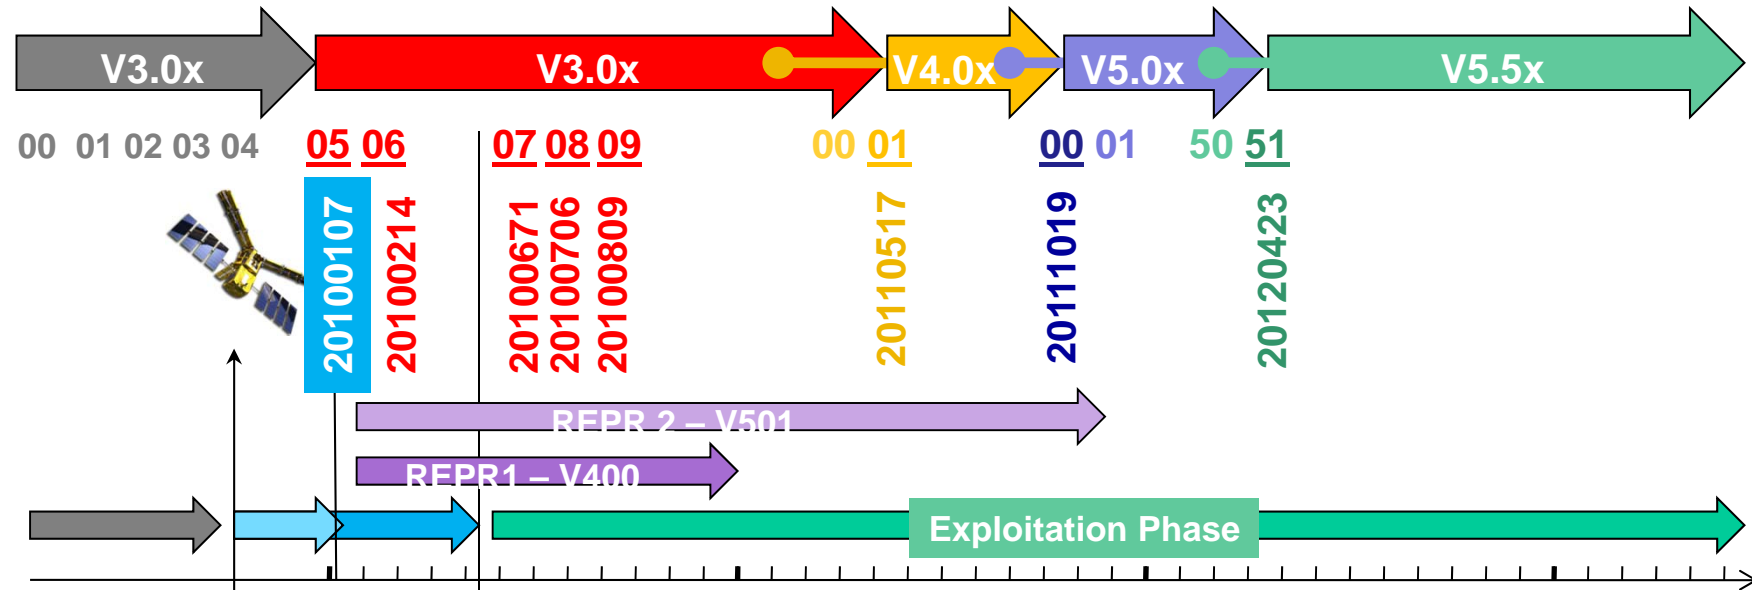 V3.0x V3.0x V4.0x V5.0x V5.5x
00 01 02 03 04 05 06 07 08 09 00 01 00 01 50 51
20100107
20100214
20100671
20100706
20100809
20110517
20111019
20120423
REPR 2 – V501
REPR1 – V400
Exploitation Phase